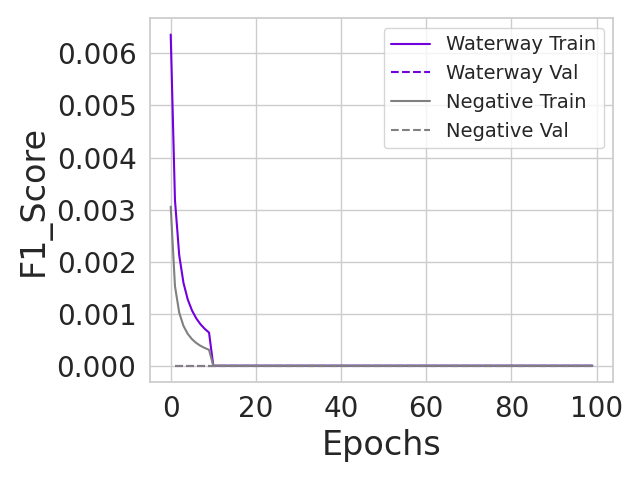 F1_Score
0.006
0.005
0.004
0.003
0.002
0.001
0.000
Waterway Train
Waterway Val
Negative Train
Negative Val
0 20 40 60 80 100
Epochs